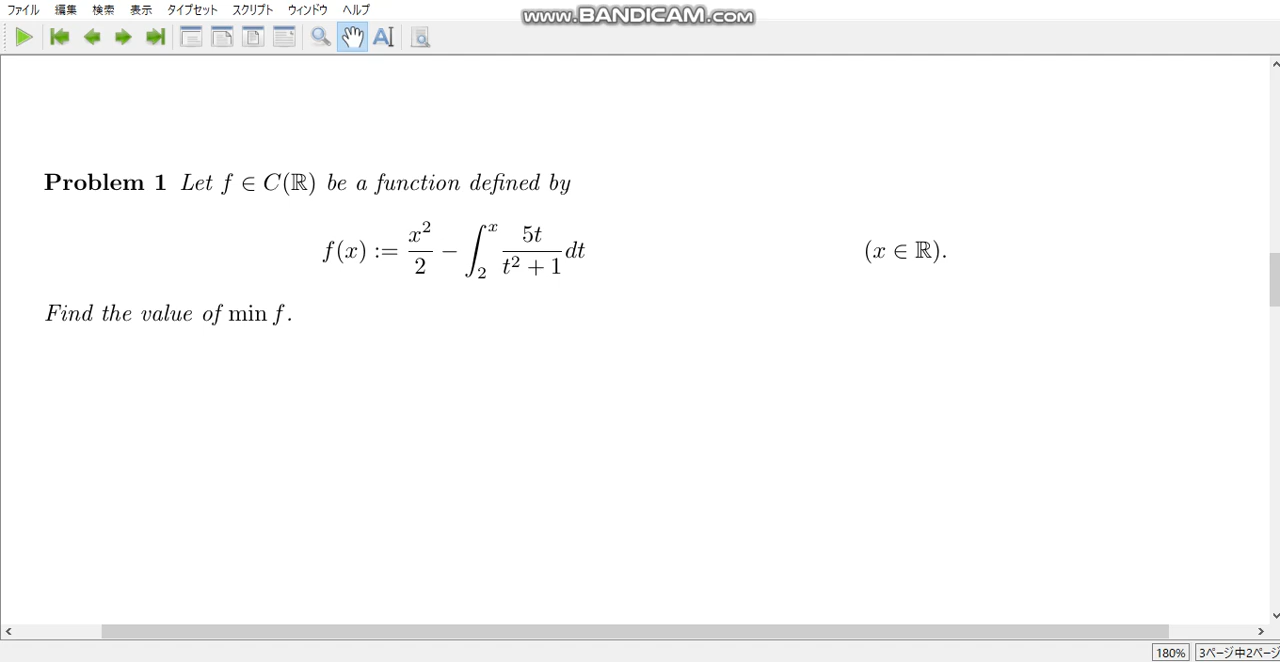 ファイル 編集 検索 表示 タイプセット スクリプト ウィンドウ ヘルプ
www.BANDICAM.com
Problem 1 Let f ∈ C(ℝ) be a function defined by
f(x) := x²/2 − ∫₂ˣ 5t/(t² + 1) dt (x ∈ ℝ).
Find the value of min f.
180% 3ページ中2ページ